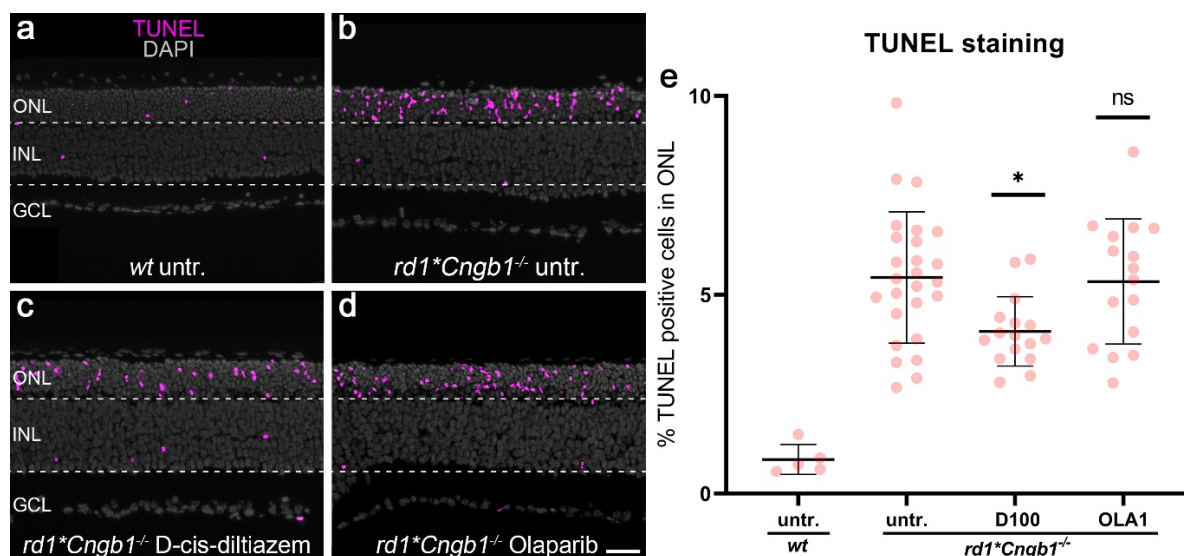 a
TUNEL
DAPI
ONL
INL
GCL
wt untr.
b
rd1*Cngb1-/- untr.
c
ONL
INL
GCL
rd1*Cngb1-/- D-cis-diltiazem
d
rd1*Cngb1-/- Olaparib
TUNEL staining
e
% TUNEL positive cells in ONL
10
5
0
*
ns
untr.
untr.
D100
OLA1
wt
rd1*Cngb1-/-